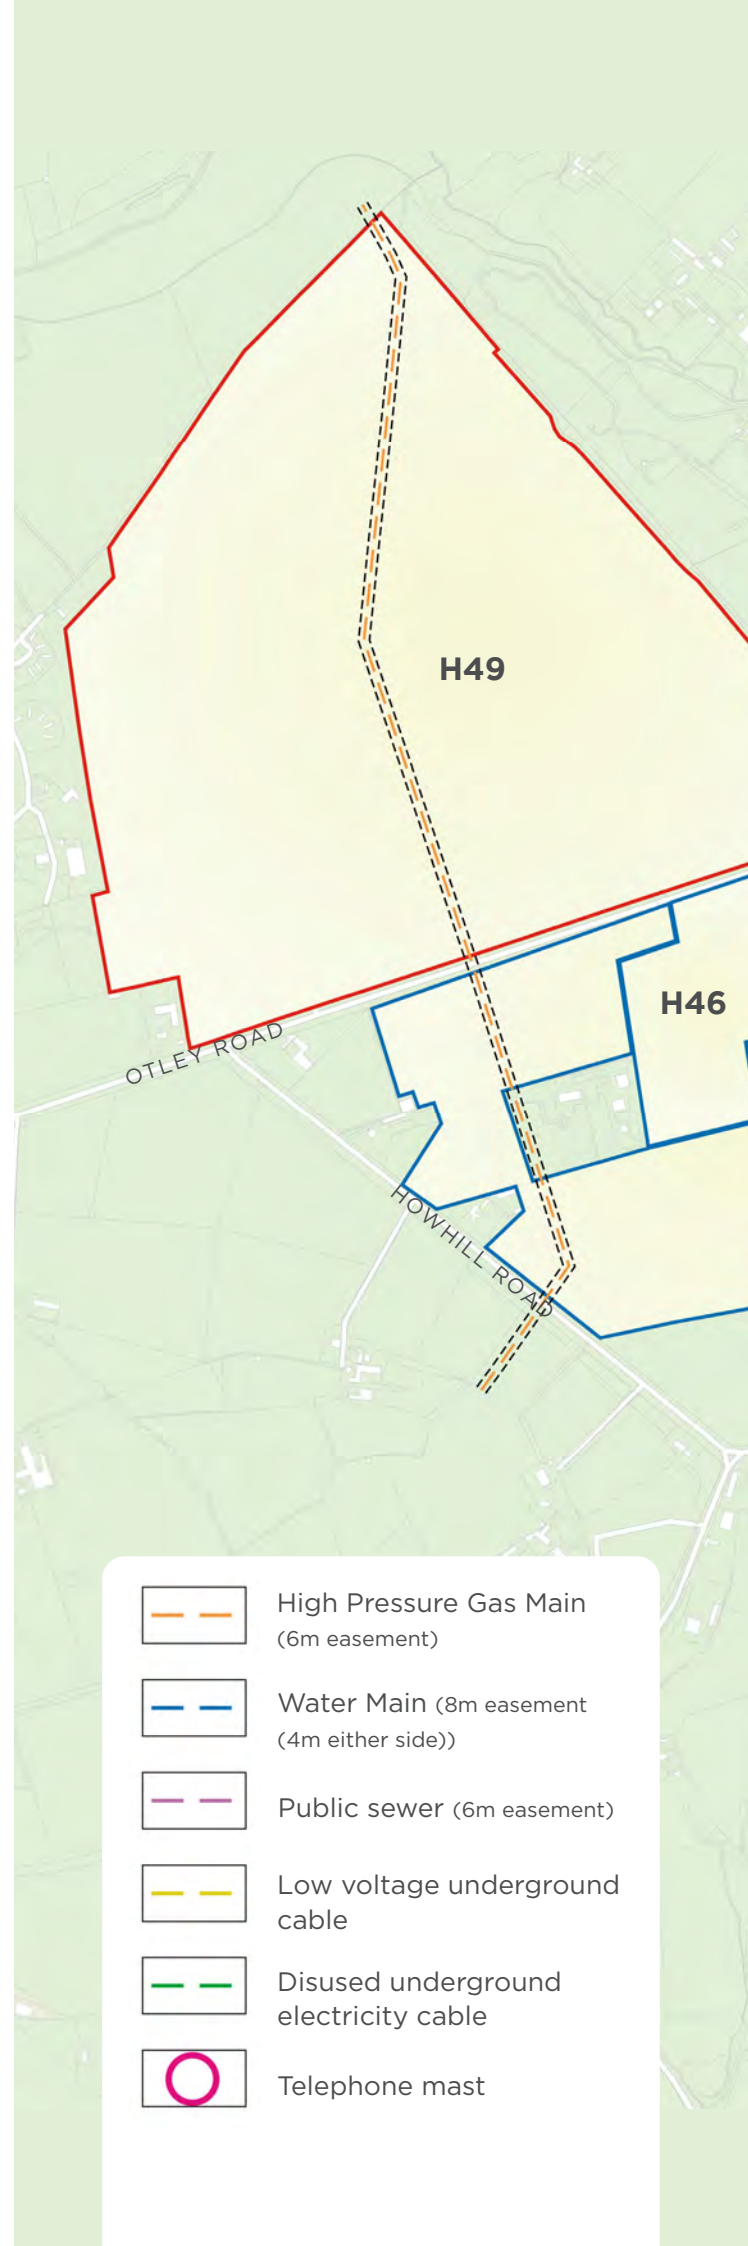 H49
H46
OTLEY ROAD
HOWHILL ROAD
High Pressure Gas Main
(6m easement)
Water Main (8m easement
(4m either side))
Public sewer (6m easement)
Low voltage underground
cable
Disused underground
electricity cable
Telephone mast